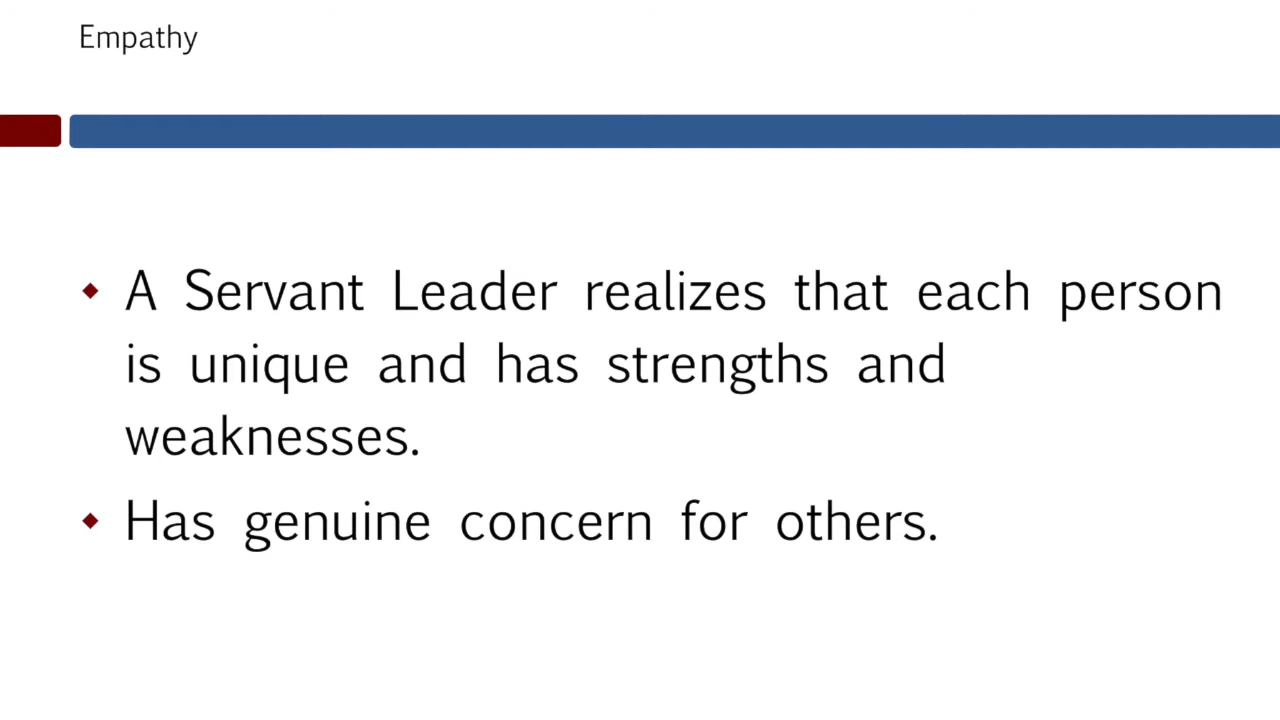 Empathy
A Servant Leader realizes that each person
is unique and has strengths and
weaknesses.
Has genuine concern for others.